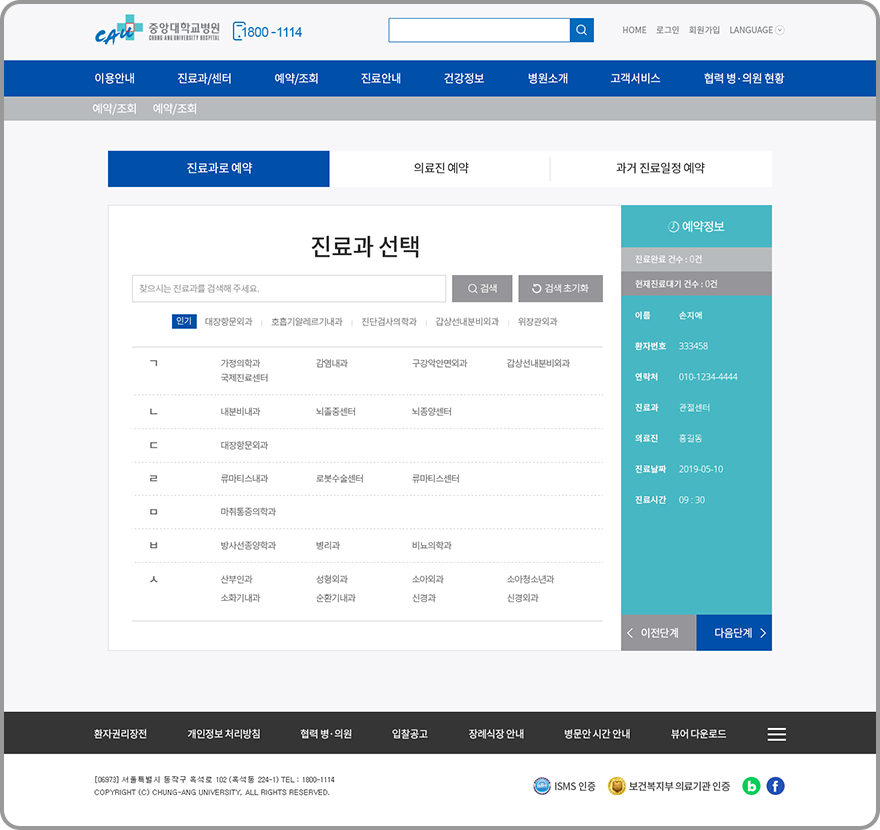 CAU 중앙대학교병원 1800-1114
CHUNG-ANG UNIVERSITY HOSPITAL
HOME 로그인 회원가입 LANGUAGE
이용안내 진료과/센터 예약/조회 진료안내 건강정보 병원소개 고객서비스 협력 병·의원 현황
예약/조회 예약/조회
진료과로 예약 의료진 예약 과거 진료일정 예약
진료과 선택
찾으시는 진료과를 검색해 주세요. 검색 검색 초기화
인기 대장항문외과 호흡기알레르기내과 진단검사의학과 갑상선내분비외과 위장관외과
ㄱ 가정의학과 감염내과 구강악안면외과 갑상선내분비외과
국제진료센터
ㄴ 내분비내과 뇌졸중센터 뇌종양센터
ㄷ 대장항문외과
ㄹ 류마티스내과 로봇수술센터 류마티스센터
ㅁ 마취통증의학과
ㅂ 방사선종양학과 병리과 비뇨의학과
ㅅ 산부인과 성형외과 소아외과 소아청소년과
소화기내과 순환기내과 신경과 신경외과
예약정보
진료완료 건수 : 0건
현재진료대기 건수 : 0건
이름 손지애
환자번호 333458
연락처 010-1234-4444
진료과 관절센터
의료진 홍길동
진료날짜 2019-05-10
진료시간 09 : 30
이전단계 다음단계
환자권리장전 개인정보 처리방침 협력 병·의원 입찰공고 장례식장 안내 병문안 시간 안내 뷰어 다운로드
[06973] 서울특별시 동작구 흑석로 102 (흑석동 224-1) TEL : 1800-1114
COPYRIGHT (C) CHUNG-ANG UNIVERSITY, ALL RIGHTS RESERVED.
ISMS 인증 보건복지부 의료기관 인증 b f